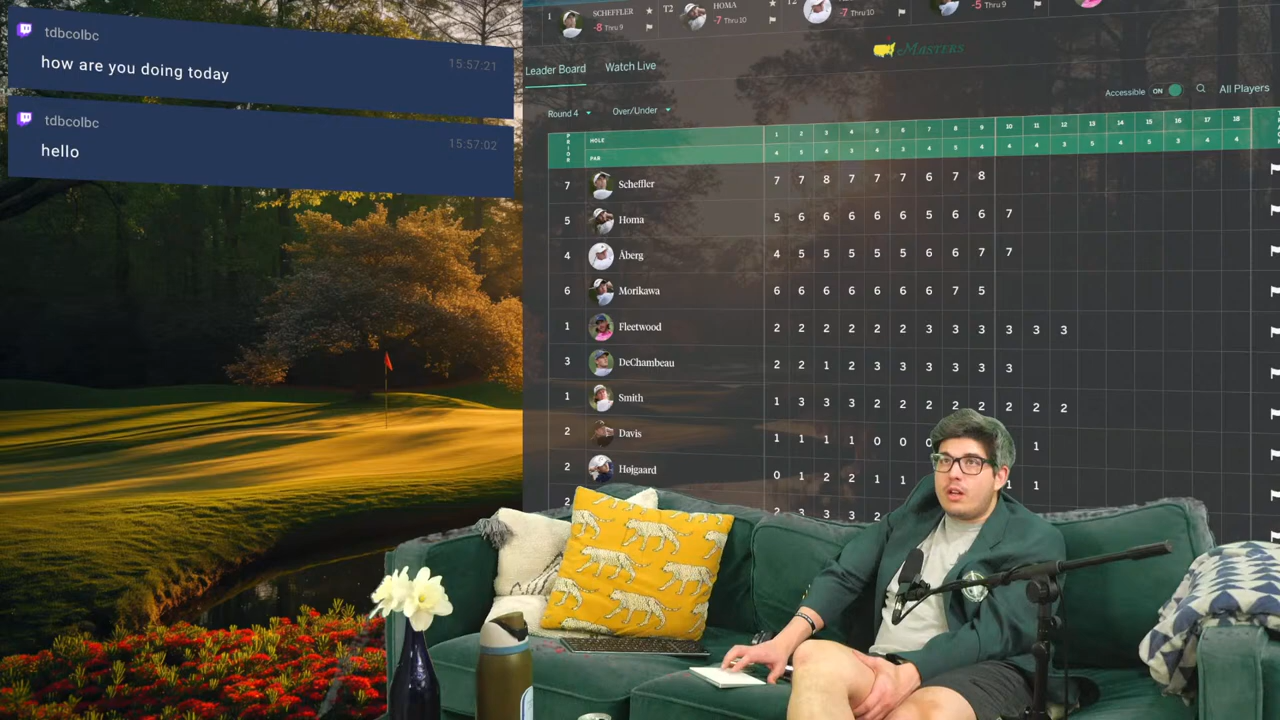 tdbcolbc
15:57:21
how are you doing today
tdbcolbc
15:57:02
hello
1 SCHEFFLER
-8 Thru 9
T2 HOMA
-7 Thru 10
-7 Thru 10
-5 Thru 9
MASTERS
Leader Board Watch Live
Accessible ON All Players
Round 4 Over/Under
PRIOR
HOLE 1 2 3 4 5 6 7 8 9 10 11 12 13 14 15 16 17 18
PAR 4 5 4 3 4 3 4 5 4 4 4 3 5 4 5 3 4 4
7 Scheffler 7 7 8 7 7 7 6 7 8
5 Homa 5 6 6 6 6 6 5 6 6 7
4 Åberg 4 5 5 5 5 5 6 6 7 7
6 Morikawa 6 6 6 6 6 6 6 7 5
1 Fleetwood 2 2 2 2 2 2 3 3 3 3 3 3
3 DeChambeau 2 2 1 2 3 3 3 3 3 3
1 Smith 1 3 3 3 2 2 2 2 2 2 2 2
2 Davis 1 1 1 1 0 0 1
2 Højgaard 0 1 2 2 1 1 1 1
2 2 3 3 2